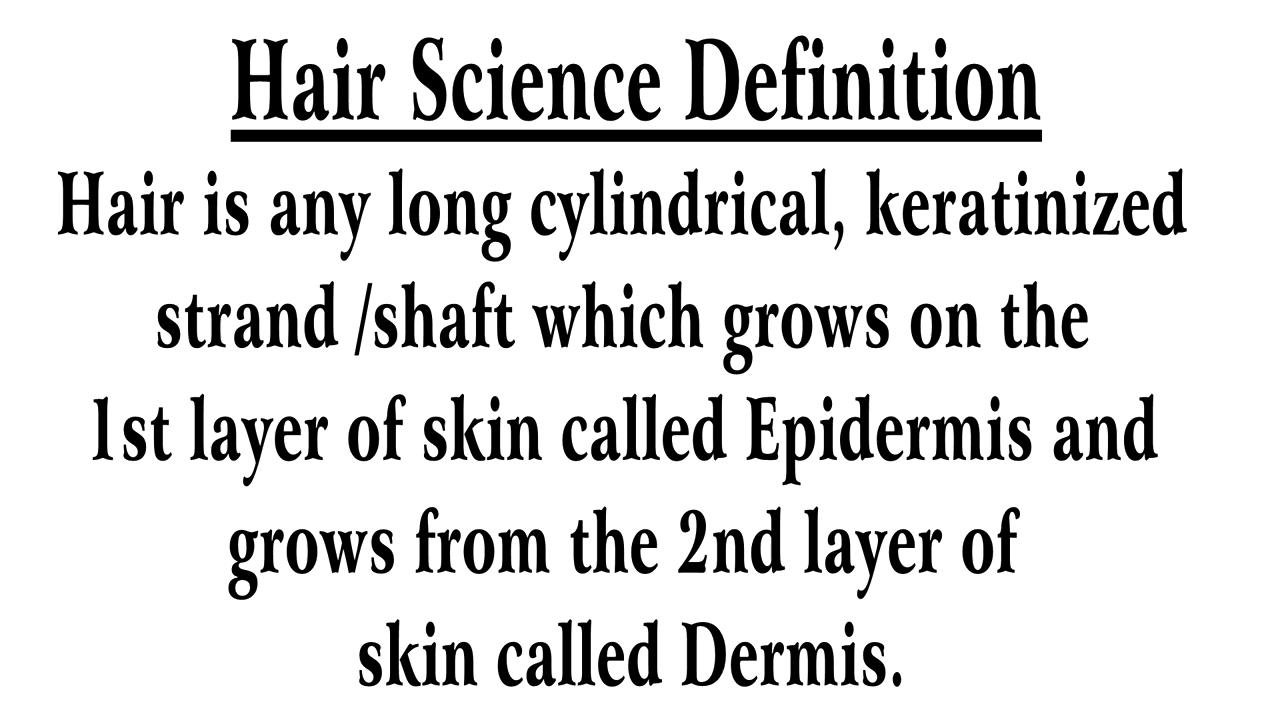 Hair Science Definition
Hair is any long cylindrical, keratinized
strand /shaft which grows on the
1st layer of skin called Epidermis and
grows from the 2nd layer of
skin called Dermis.